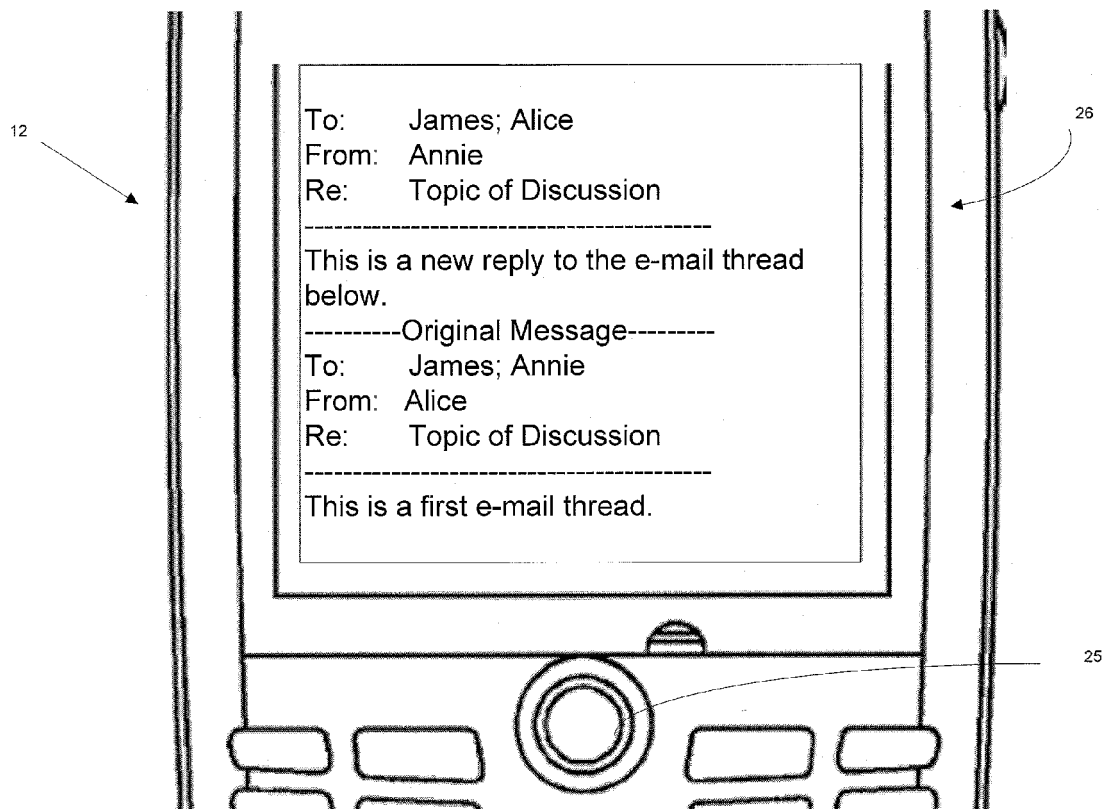 12
26
To: James; Alice
From: Annie
Re: Topic of Discussion
------------------------------------------
This is a new reply to the e-mail thread
below.
----------Original Message---------
To: James; Annie
From: Alice
Re: Topic of Discussion
------------------------------------------
This is a first e-mail thread.
25